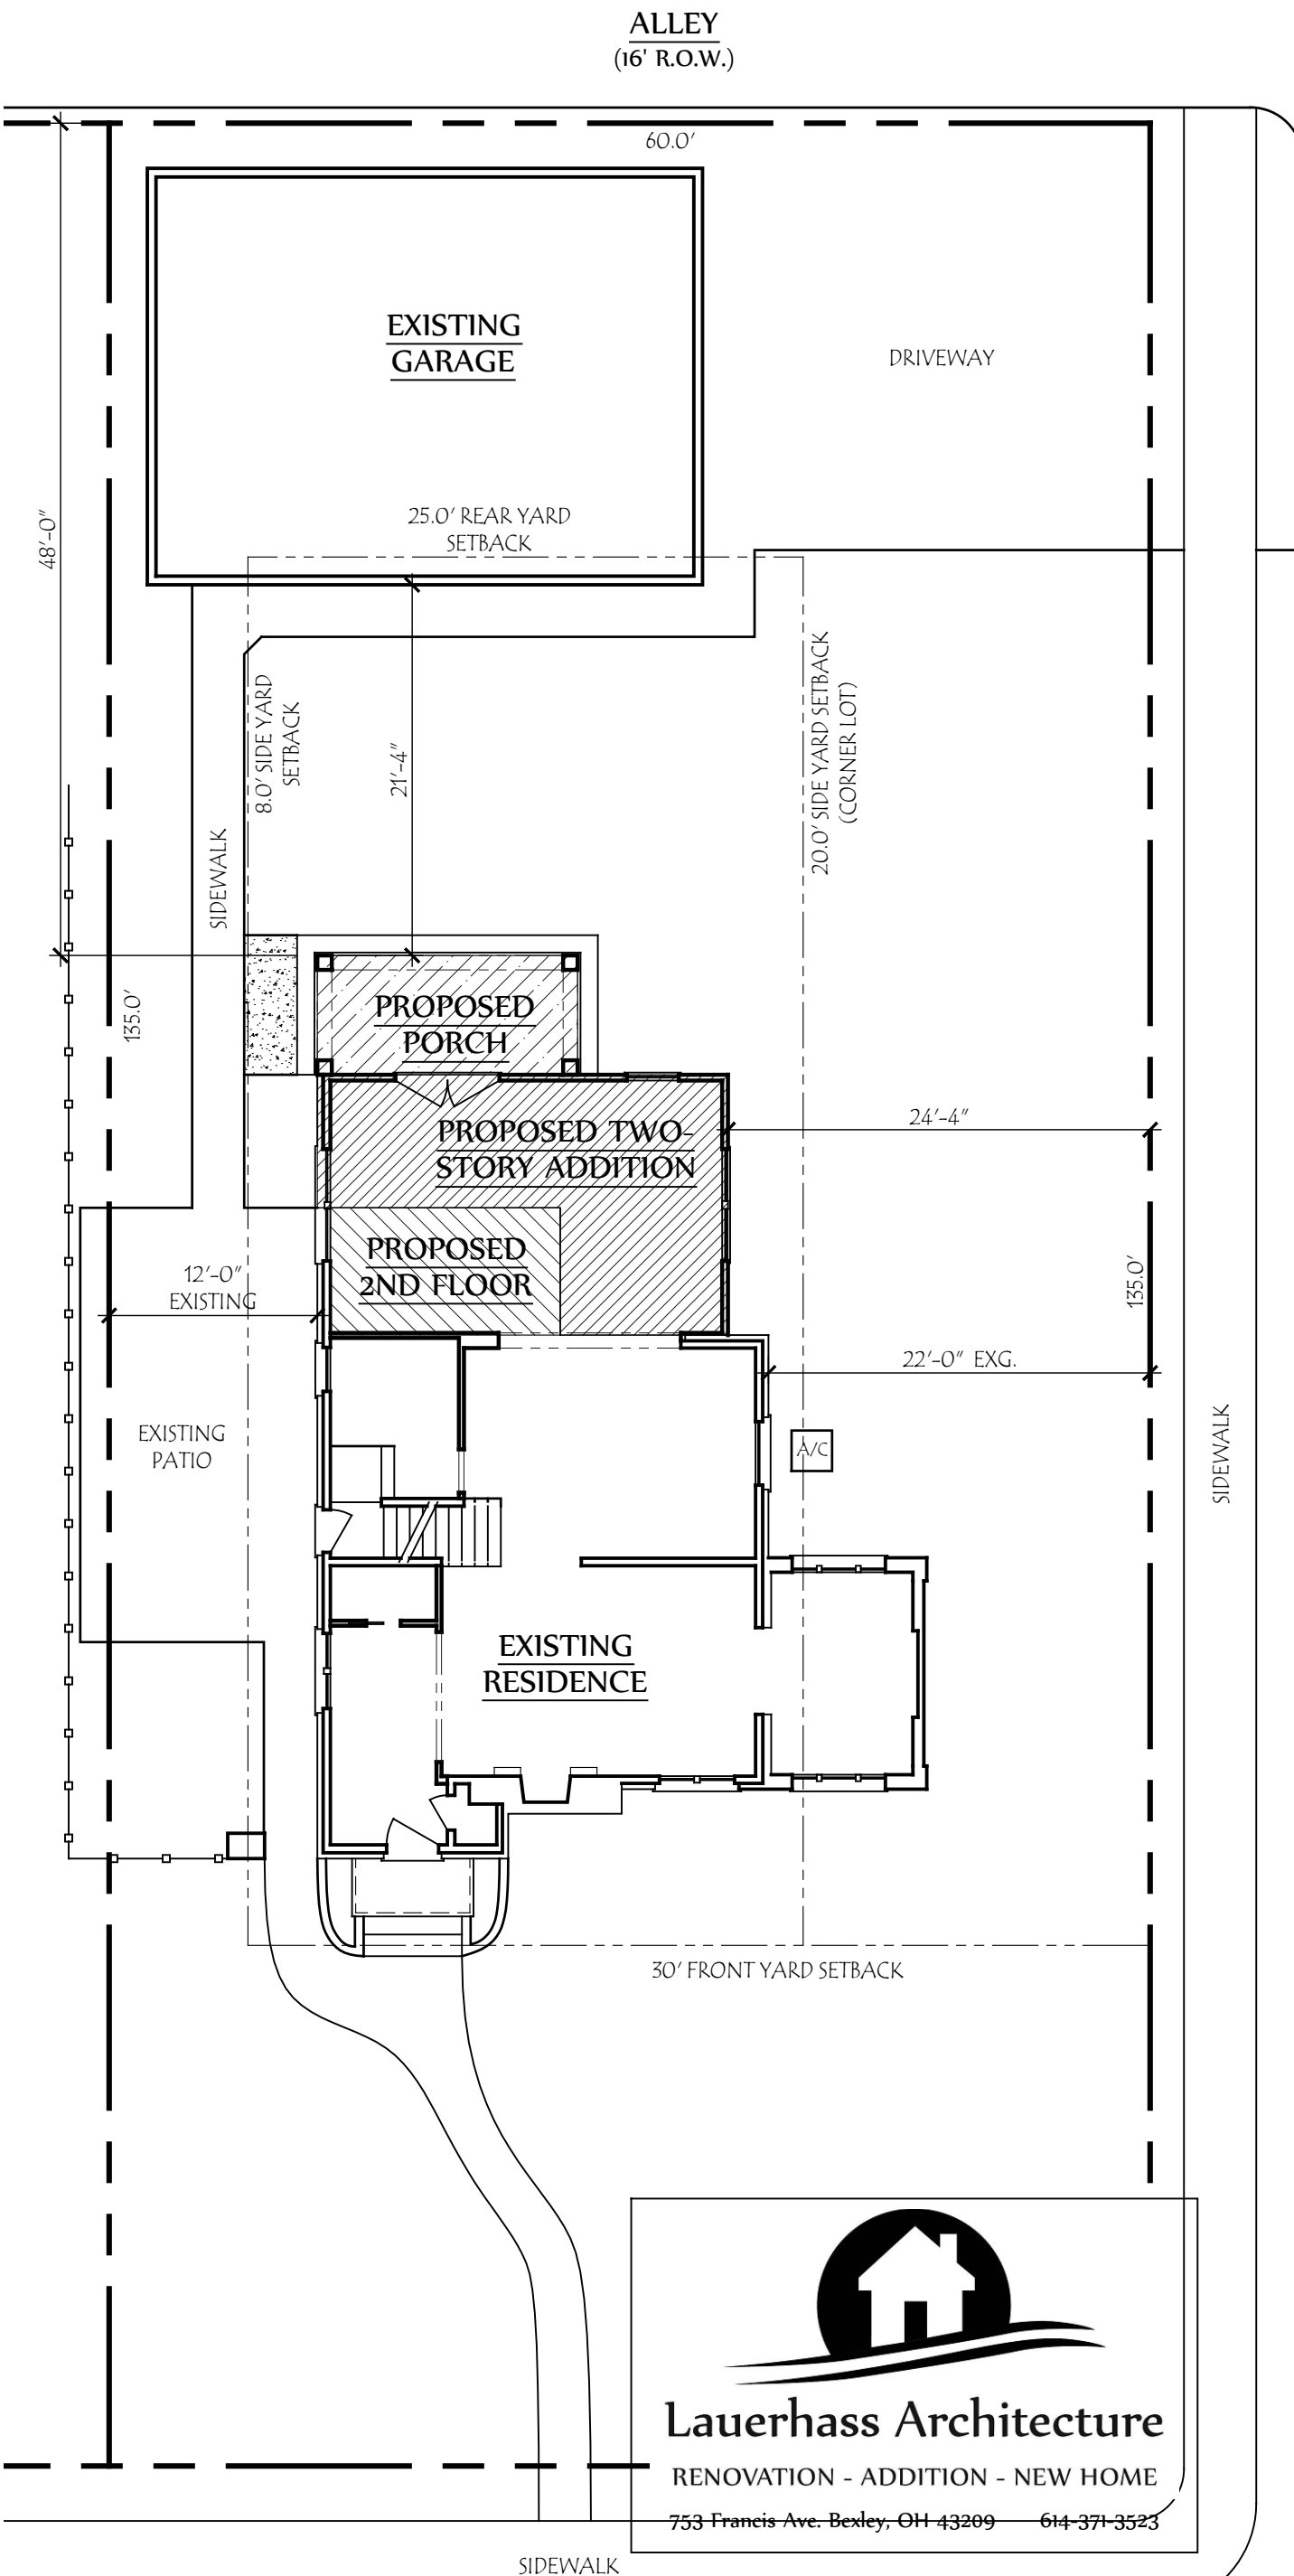 ALLEY
(16' R.O.W.)
60.0'
EXISTING
GARAGE
DRIVEWAY
48'-0"
25.0' REAR YARD
SETBACK
8.0' SIDE YARD
SETBACK
21'-4"
20.0' SIDE YARD SETBACK
(CORNER LOT)
SIDEWALK
135.0'
PROPOSED
PORCH
PROPOSED TWO-
STORY ADDITION
24'-4"
PROPOSED
2ND FLOOR
12'-0"
EXISTING
135.0'
22'-0" EXG.
EXISTING
PATIO
A/C
SIDEWALK
EXISTING
RESIDENCE
30' FRONT YARD SETBACK
Lauerhass Architecture
RENOVATION - ADDITION - NEW HOME
753 Francis Ave. Bexley, OH 43209 614-371-3523
SIDEWALK